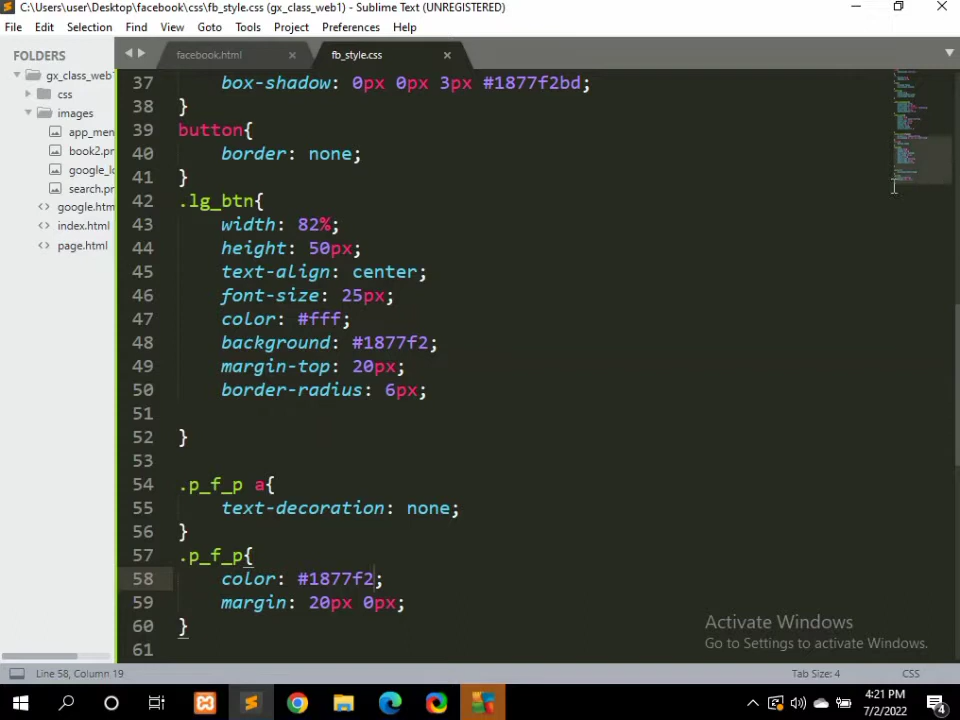 C:\Users\user\Desktop\facebook\css\fb_style.css (gx_class_web1) - Sublime Text (UNREGISTERED)
File Edit Selection Find View Goto Tools Project Preferences Help
FOLDERS
gx_class_web1
css
images
app_men
book2.pn
google_lo
search.pn
google.htm
index.html
page.html
facebook.html
fb_style.css
37 box-shadow: 0px 0px 3px #1877f2bd;
38 }
39 button{
40 border: none;
41 }
42 .lg_btn{
43 width: 82%;
44 height: 50px;
45 text-align: center;
46 font-size: 25px;
47 color: #fff;
48 background: #1877f2;
49 margin-top: 20px;
50 border-radius: 6px;
51
52 }
53
54 .p_f_p a{
55 text-decoration: none;
56 }
57 .p_f_p{
58 color: #1877f2;
59 margin: 20px 0px;
60 }
61
Activate Windows
Go to Settings to activate Windows.
Line 58, Column 19
Tab Size: 4
CSS
4:21 PM
7/2/2022
4